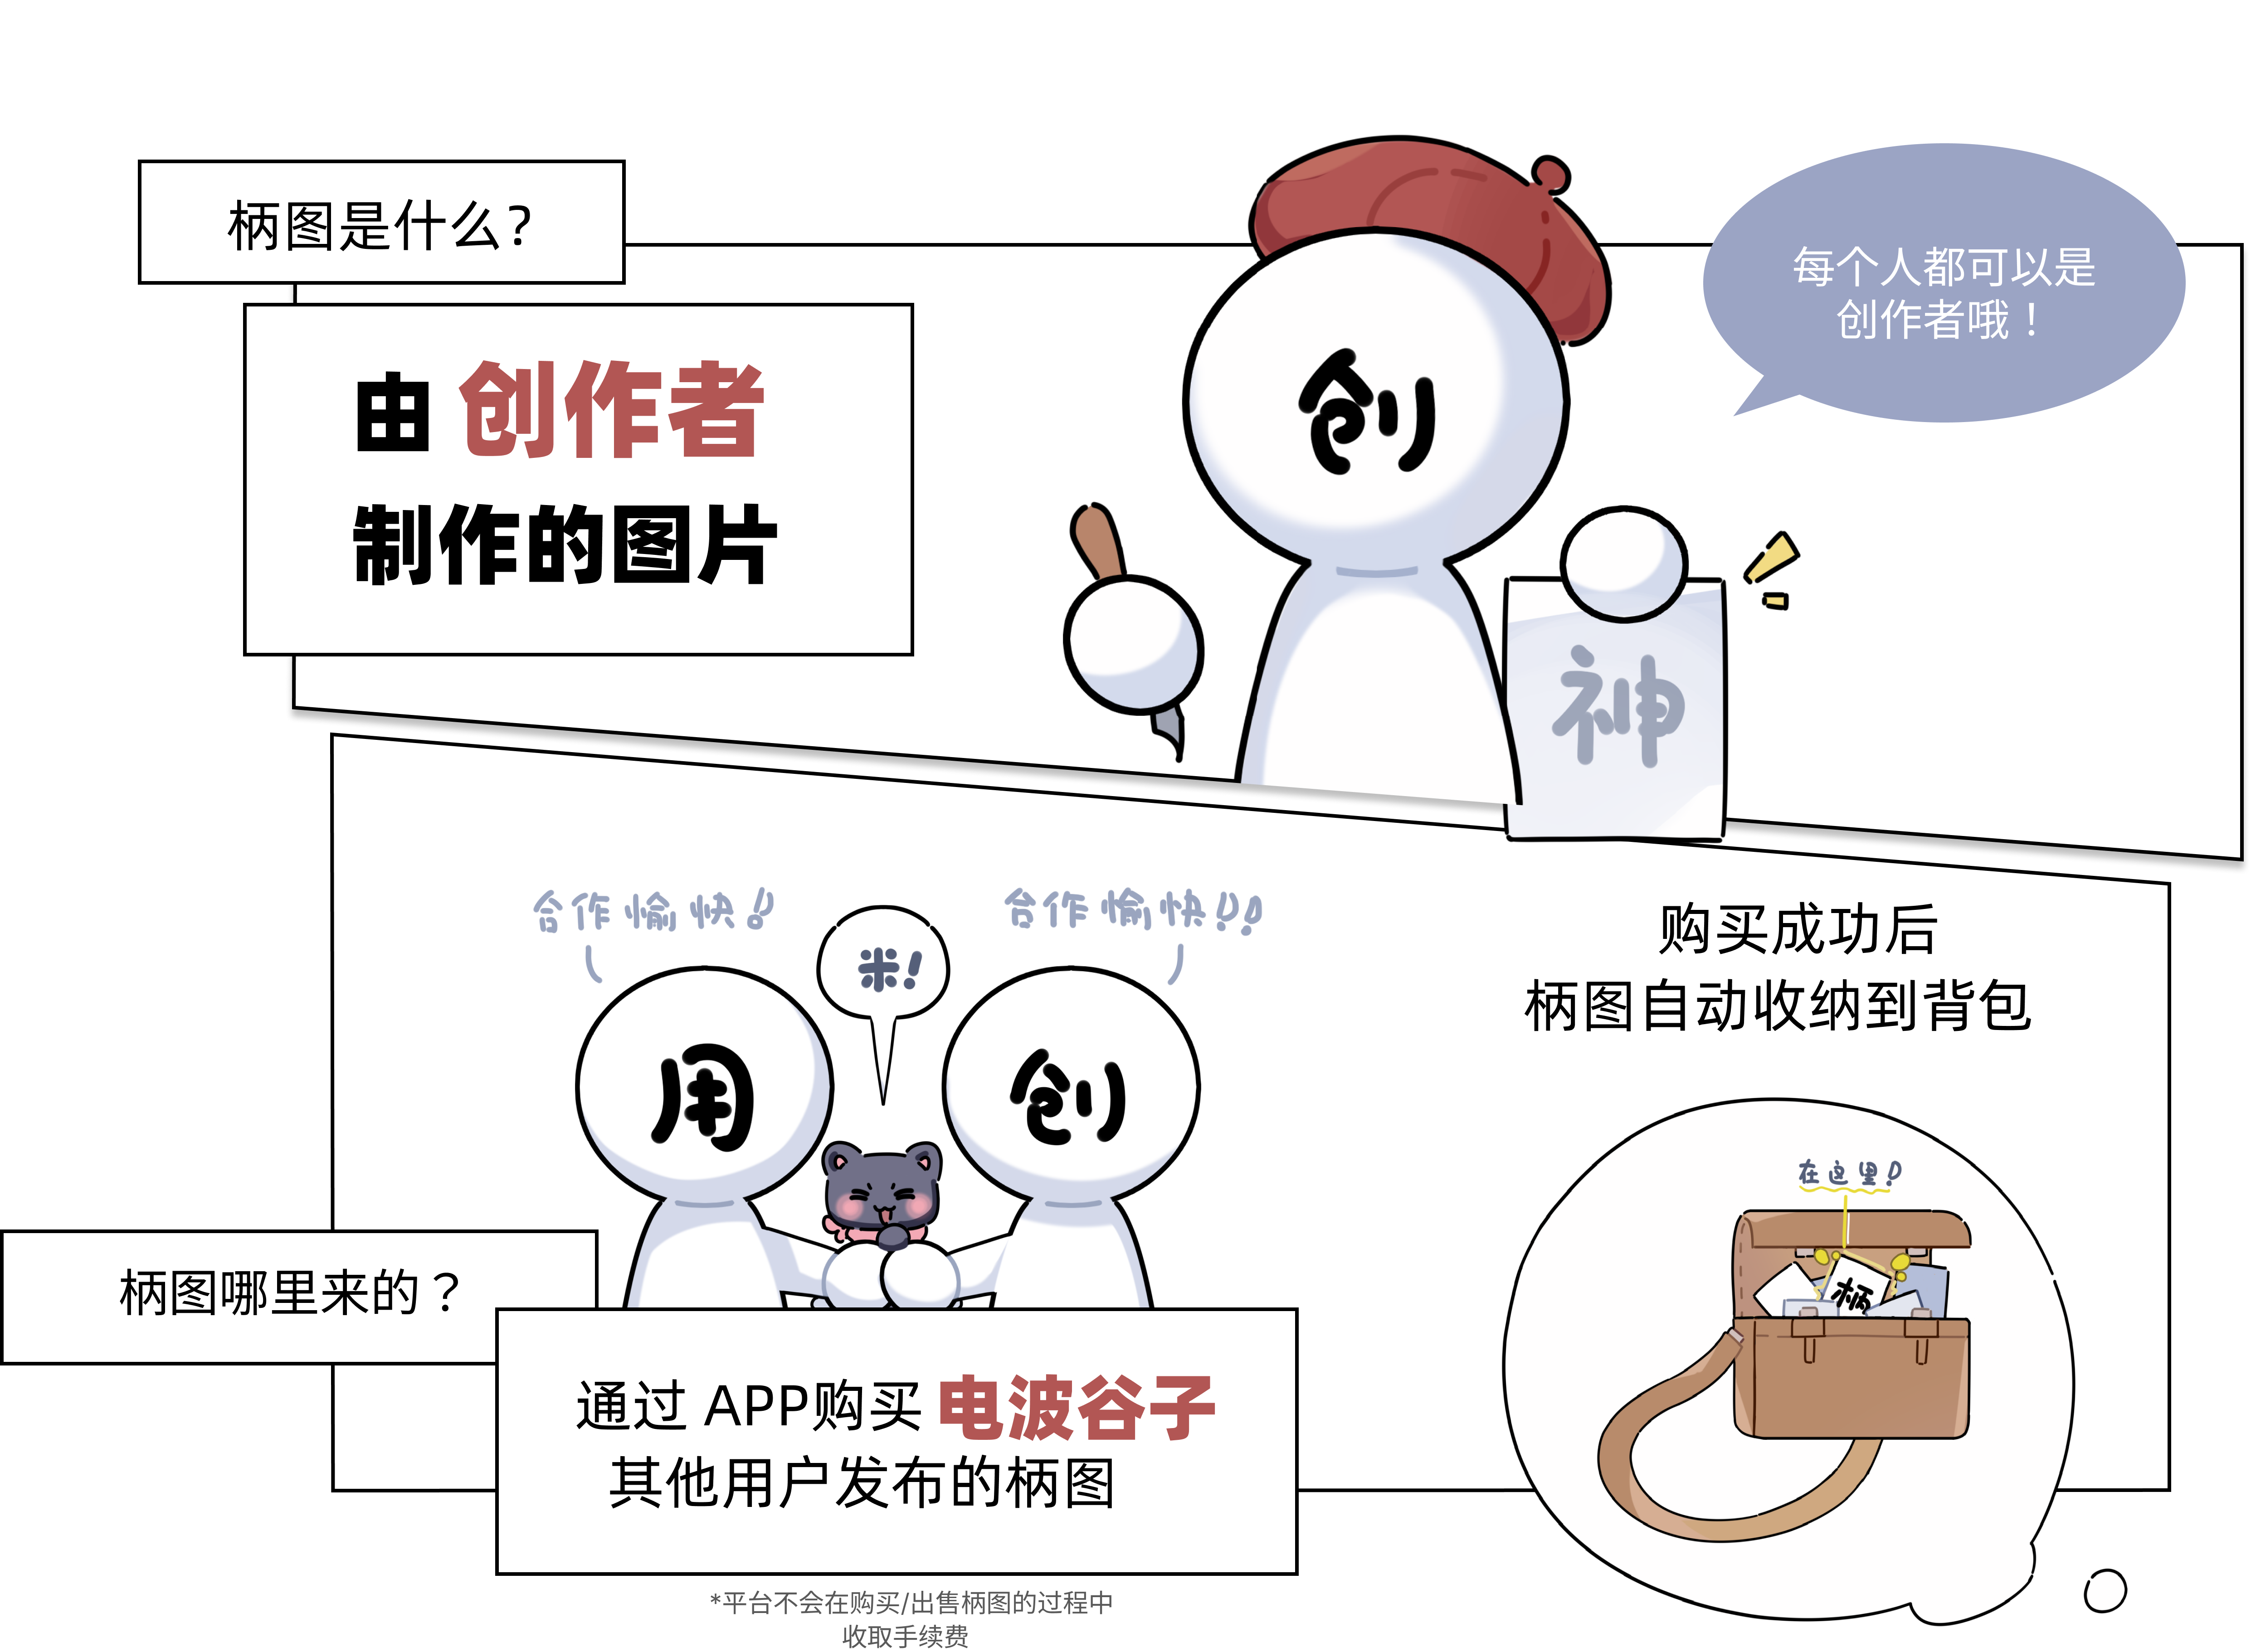 柄图是什么?
由 创作者
制作的图片
创
每个人都可以是
创作者哦！
神
合作愉快!
米!
合作愉快!!
用
创
购买成功后
柄图自动收纳到背包
在这里!
柄
柄图哪里来的？
通过 APP购买 电波谷子
其他用户发布的柄图
*平台不会在购买/出售柄图的过程中
收取手续费